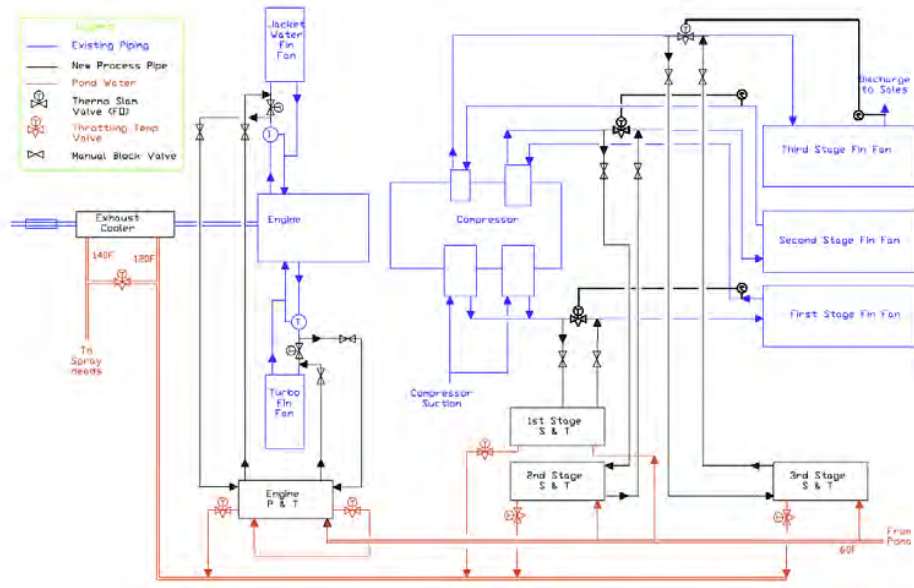 Legend
Existing Piping
New Process Pipe
Pond Water
T
Thermo Slam
Valve (FO)
T
Throttling Temp
Valve
Manual Block Valve
Jacket
Water
Fin
Fan
T
T
Engine
Exhaust
Cooler
140F
120F
T
To
Spray
Heads
T
T
Turbo
Fin
Fan
Engine
P & T
T
T
T
Discharge
to Sales
T
Third Stage Fin Fan
Compressor
Second Stage Fin Fan
T
First Stage Fin Fan
Compressor
Suction
1st Stage
S & T
T
2nd Stage
S & T
3rd Stage
S & T
T
T
From
Pond
60F